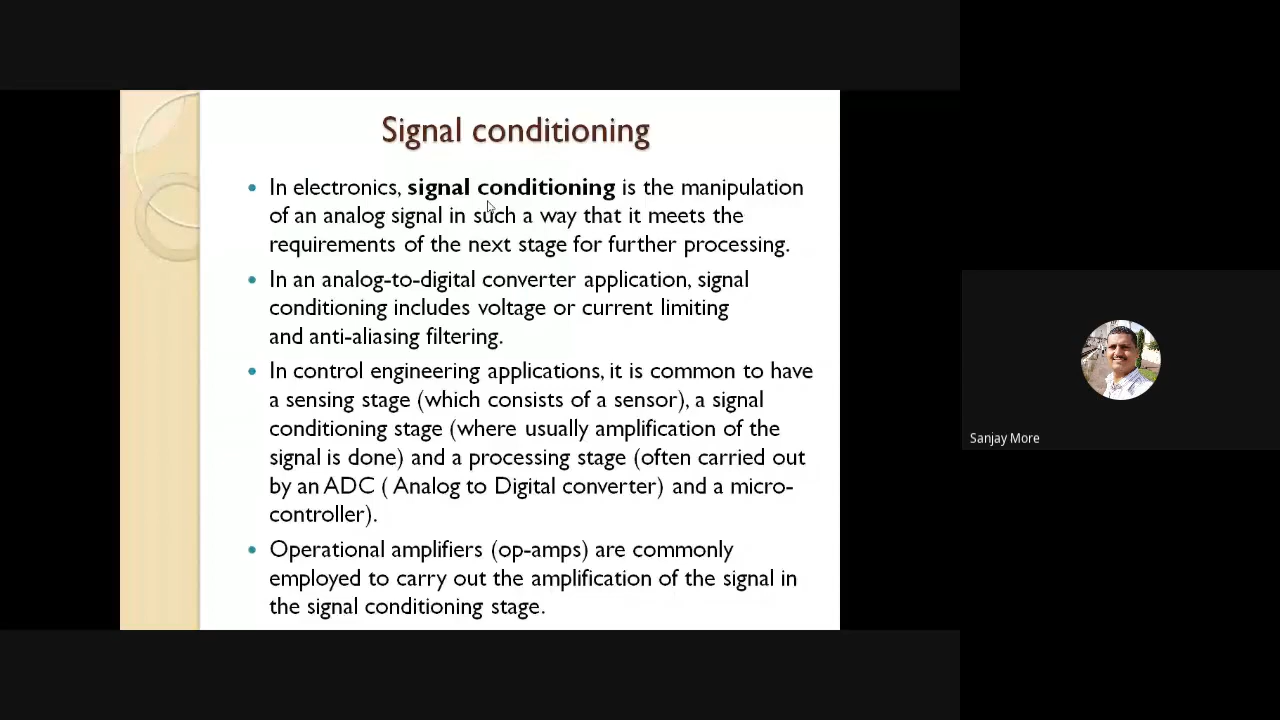 Signal conditioning
In electronics, signal conditioning is the manipulation
of an analog signal in such a way that it meets the
requirements of the next stage for further processing.
In an analog-to-digital converter application, signal
conditioning includes voltage or current limiting
and anti-aliasing filtering.
In control engineering applications, it is common to have
a sensing stage (which consists of a sensor), a signal
conditioning stage (where usually amplification of the
signal is done) and a processing stage (often carried out
by an ADC ( Analog to Digital converter) and a micro-
controller).
Operational amplifiers (op-amps) are commonly
employed to carry out the amplification of the signal in
the signal conditioning stage.
Sanjay More